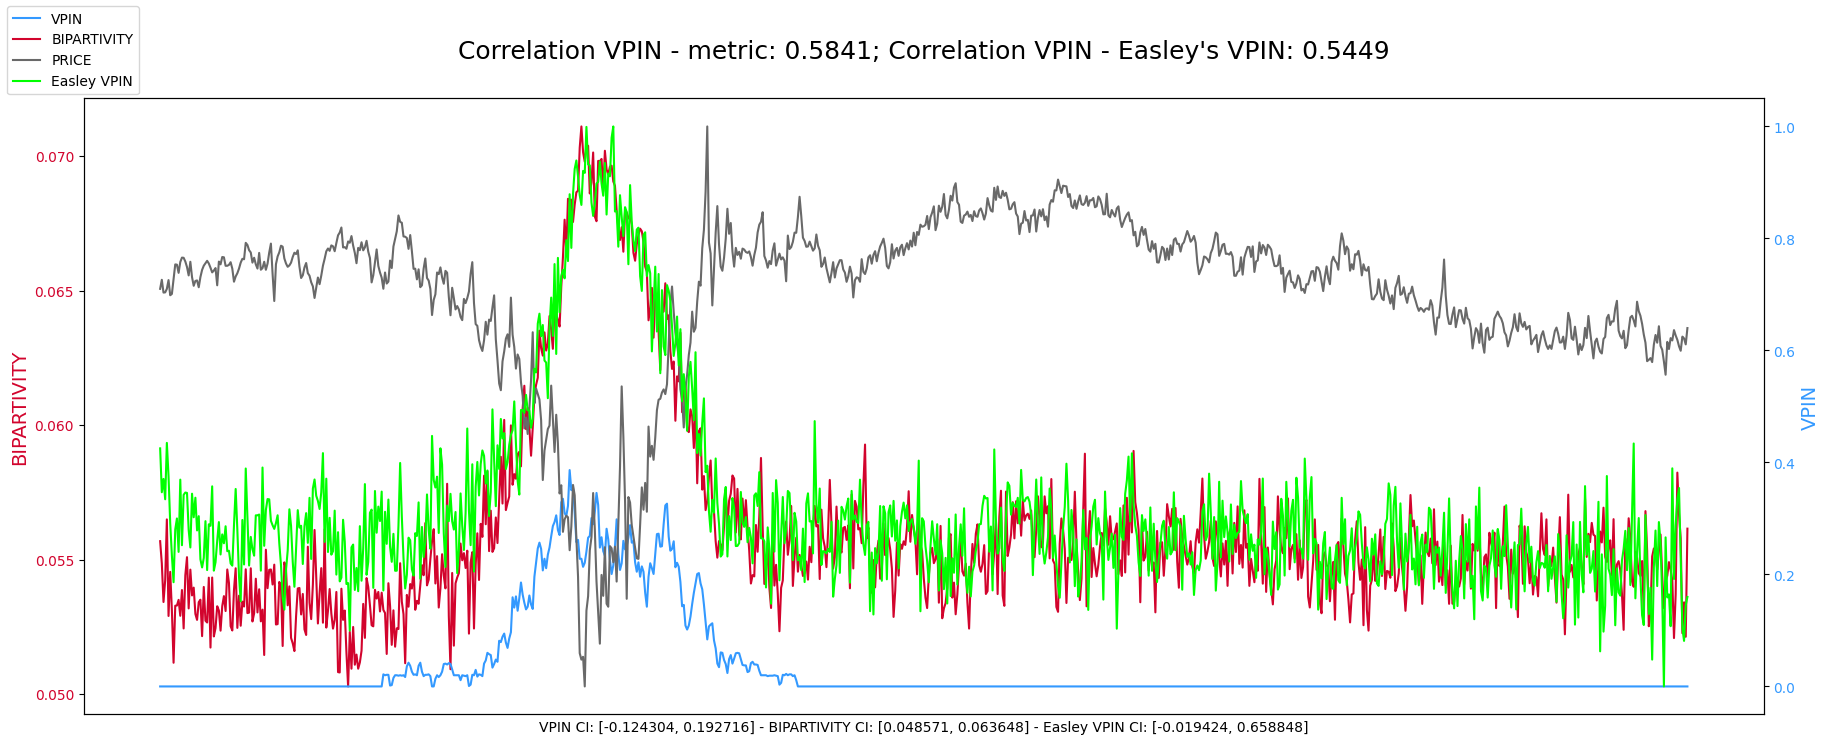 VPIN
BIPARTIVITY
PRICE
Easley VPIN
Correlation VPIN - metric: 0.5841; Correlation VPIN - Easley's VPIN: 0.5449
0.070
0.065
0.060
0.055
0.050
BIPARTIVITY
1.0
0.8
0.6
0.4
0.2
0.0
VPIN
VPIN CI: [-0.124304, 0.192716] - BIPARTIVITY CI: [0.048571, 0.063648] - Easley VPIN CI: [-0.019424, 0.658848]